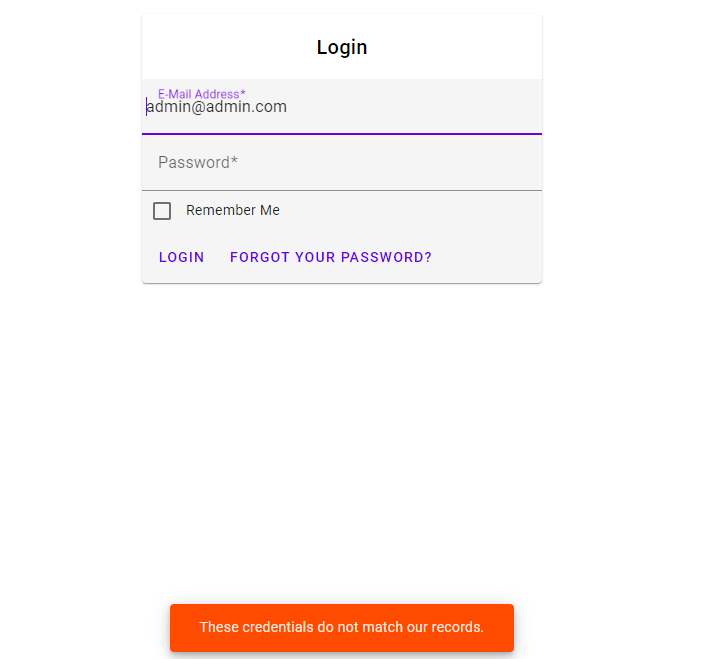 Login
E-Mail Address*
admin@admin.com
Password*
Remember Me
LOGIN FORGOT YOUR PASSWORD?
These credentials do not match our records.